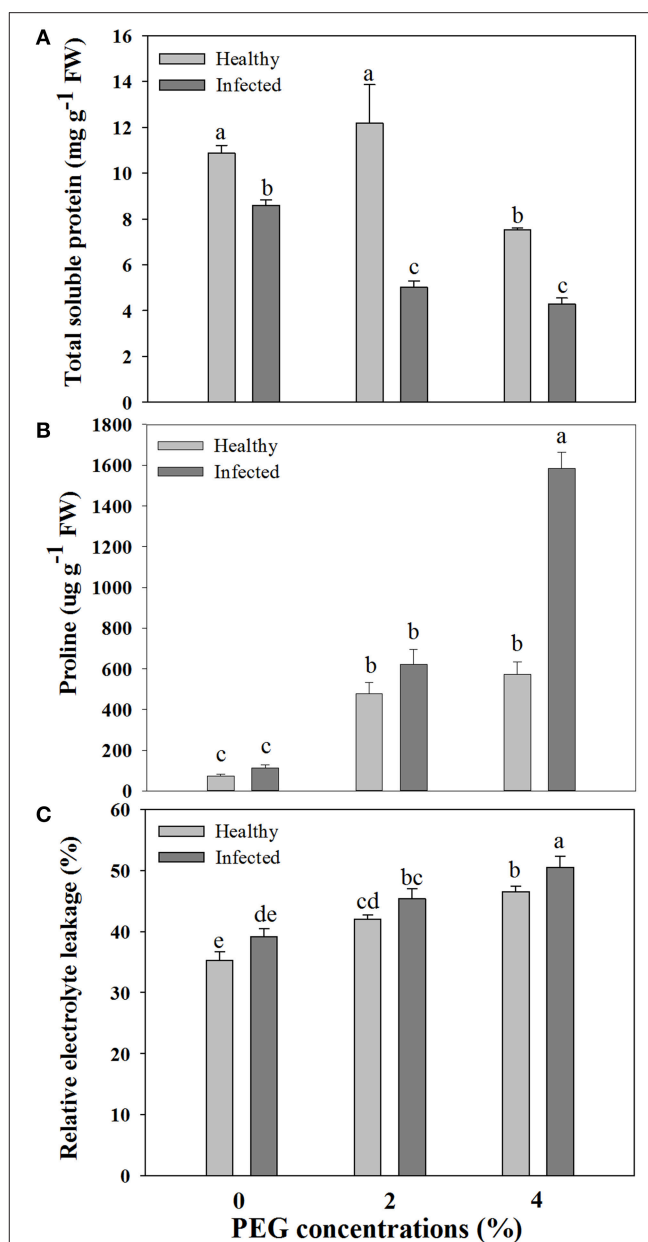 A
Total soluble protein (mg g-1 FW)
16
14
12
10
8
6
4
2
0
Healthy
Infected
a
b
a
c
b
c
B
Proline (ug g-1 FW)
1800
1600
1400
1200
1000
800
600
400
200
0
Healthy
Infected
c
c
b
b
b
a
C
Relative electrolyte leakage (%)
60
50
40
30
20
10
0
Healthy
Infected
e
de
cd
bc
b
a
0 2 4
PEG concentrations (%)